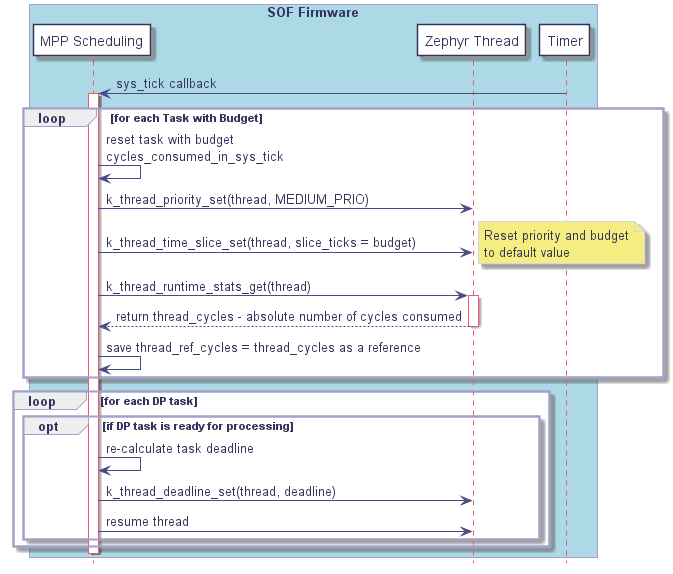 SOF Firmware
MPP Scheduling
Zephyr Thread
Timer
sys_tick callback
loop
[for each Task with Budget]
reset task with budget
cycles_consumed_in_sys_tick
k_thread_priority_set(thread, MEDIUM_PRIO)
Reset priority and budget
to default value
k_thread_time_slice_set(thread, slice_ticks = budget)
k_thread_runtime_stats_get(thread)
return thread_cycles - absolute number of cycles consumed
save thread_ref_cycles = thread_cycles as a reference
loop
[for each DP task]
opt
[if DP task is ready for processing]
re-calculate task deadline
k_thread_deadline_set(thread, deadline)
resume thread